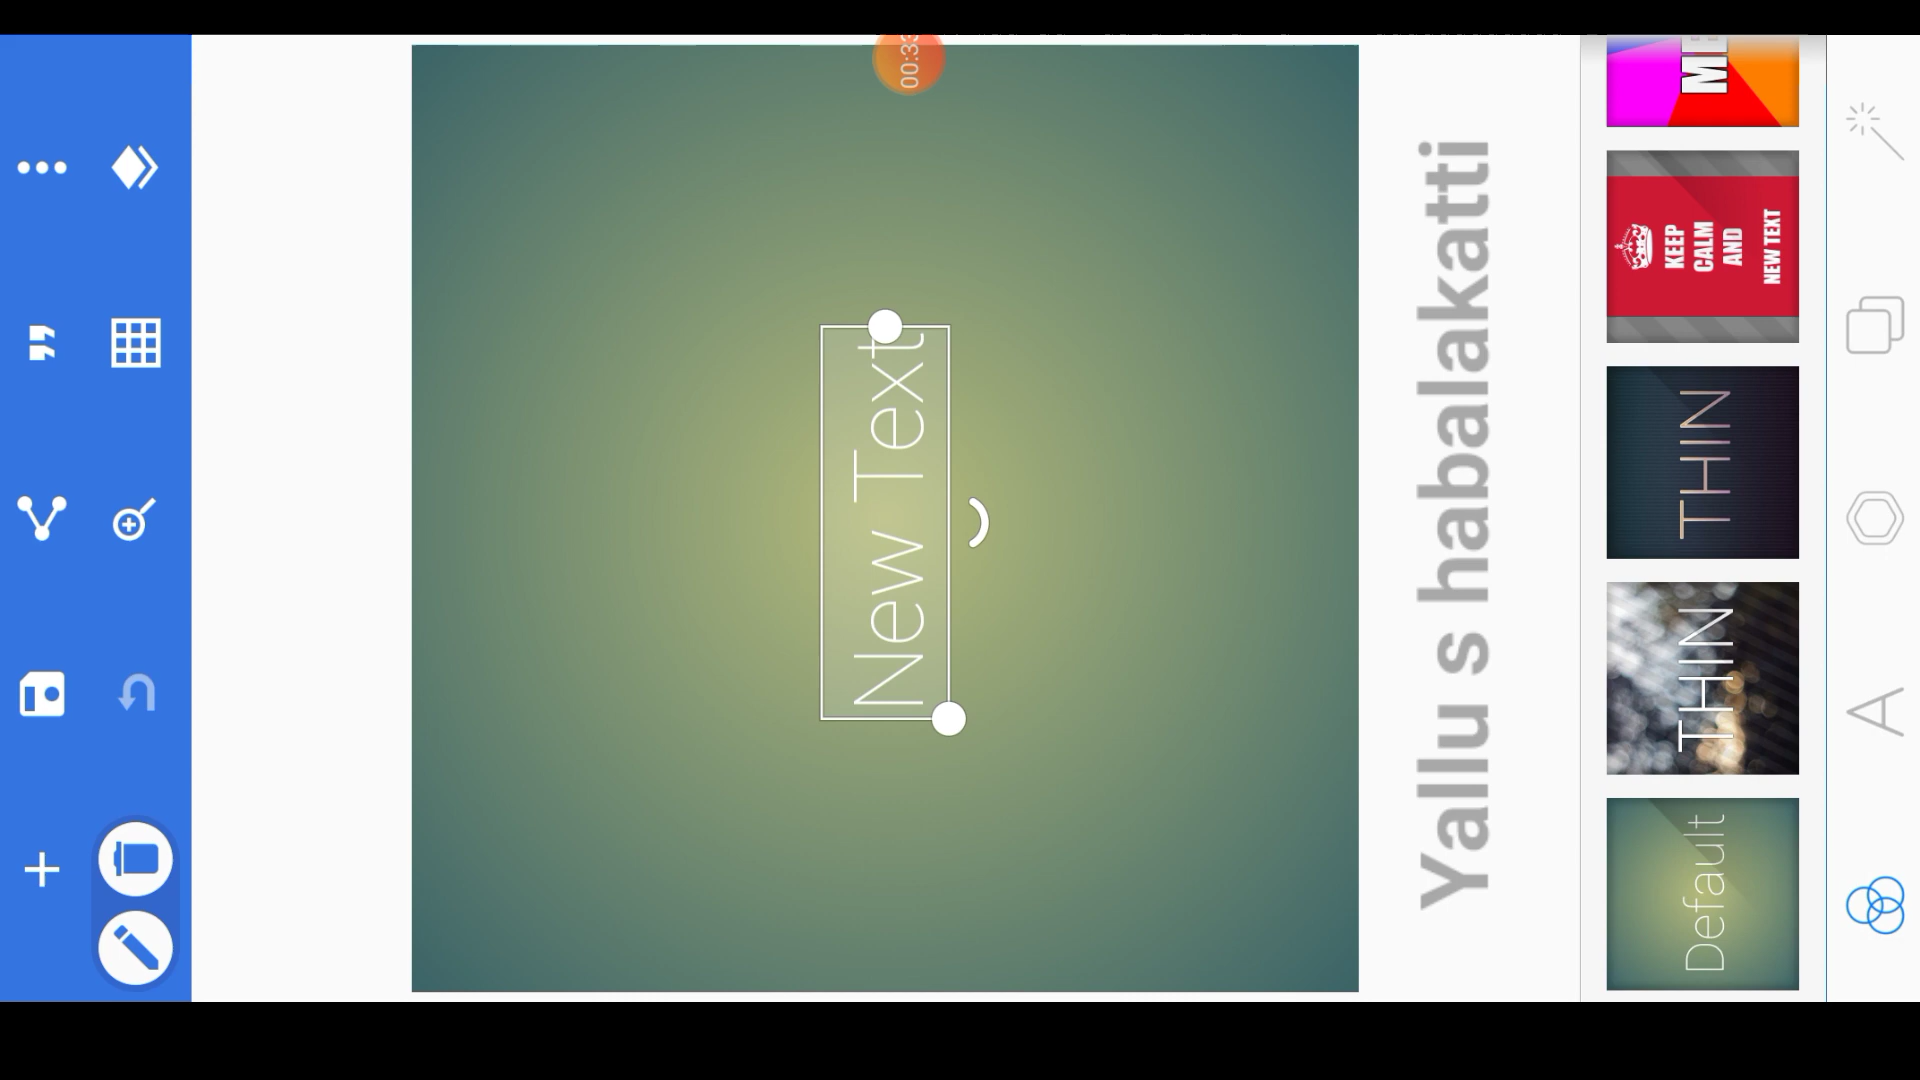 00:33
New Text
Yallu s habalakatti
KEEP
CALM
AND
NEW TEXT
THIN
THIN
Default